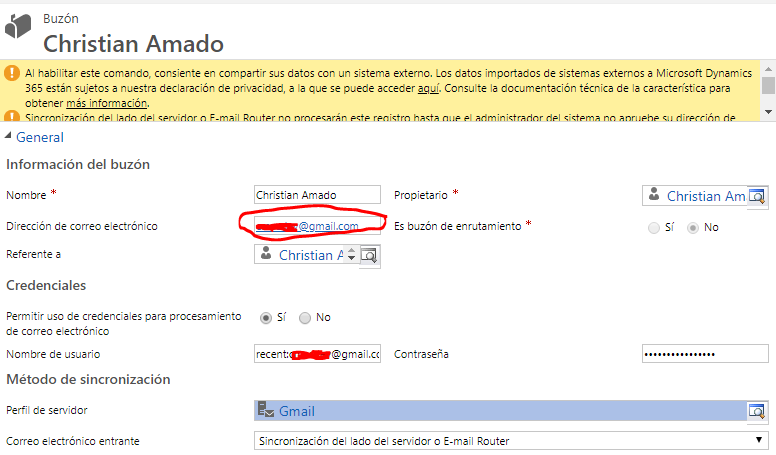 Buzón
Christian Amado
Al habilitar este comando, consiente en compartir sus datos con un sistema externo. Los datos importados de sistemas externos a Microsoft Dynamics
365 están sujetos a nuestra declaración de privacidad, a la que se puede acceder aquí. Consulte la documentación técnica de la característica para
obtener más información.
Sincronización del lado del servidor o E-mail Router no procesarán este registro hasta que el administrador del sistema no apruebe su dirección de
General
Información del buzón
Nombre * Christian Amado Propietario * Christian Am
Dirección de correo electrónico @gmail.com Es buzón de enrutamiento * Sí No
Referente a Christian A
Credenciales
Permitir uso de credenciales para procesamiento
de correo electrónico Sí No
Nombre de usuario recent: @gmail.cc Contraseña ••••••••••••••••
Método de sincronización
Perfil de servidor Gmail
Correo electrónico entrante Sincronización del lado del servidor o E-mail Router